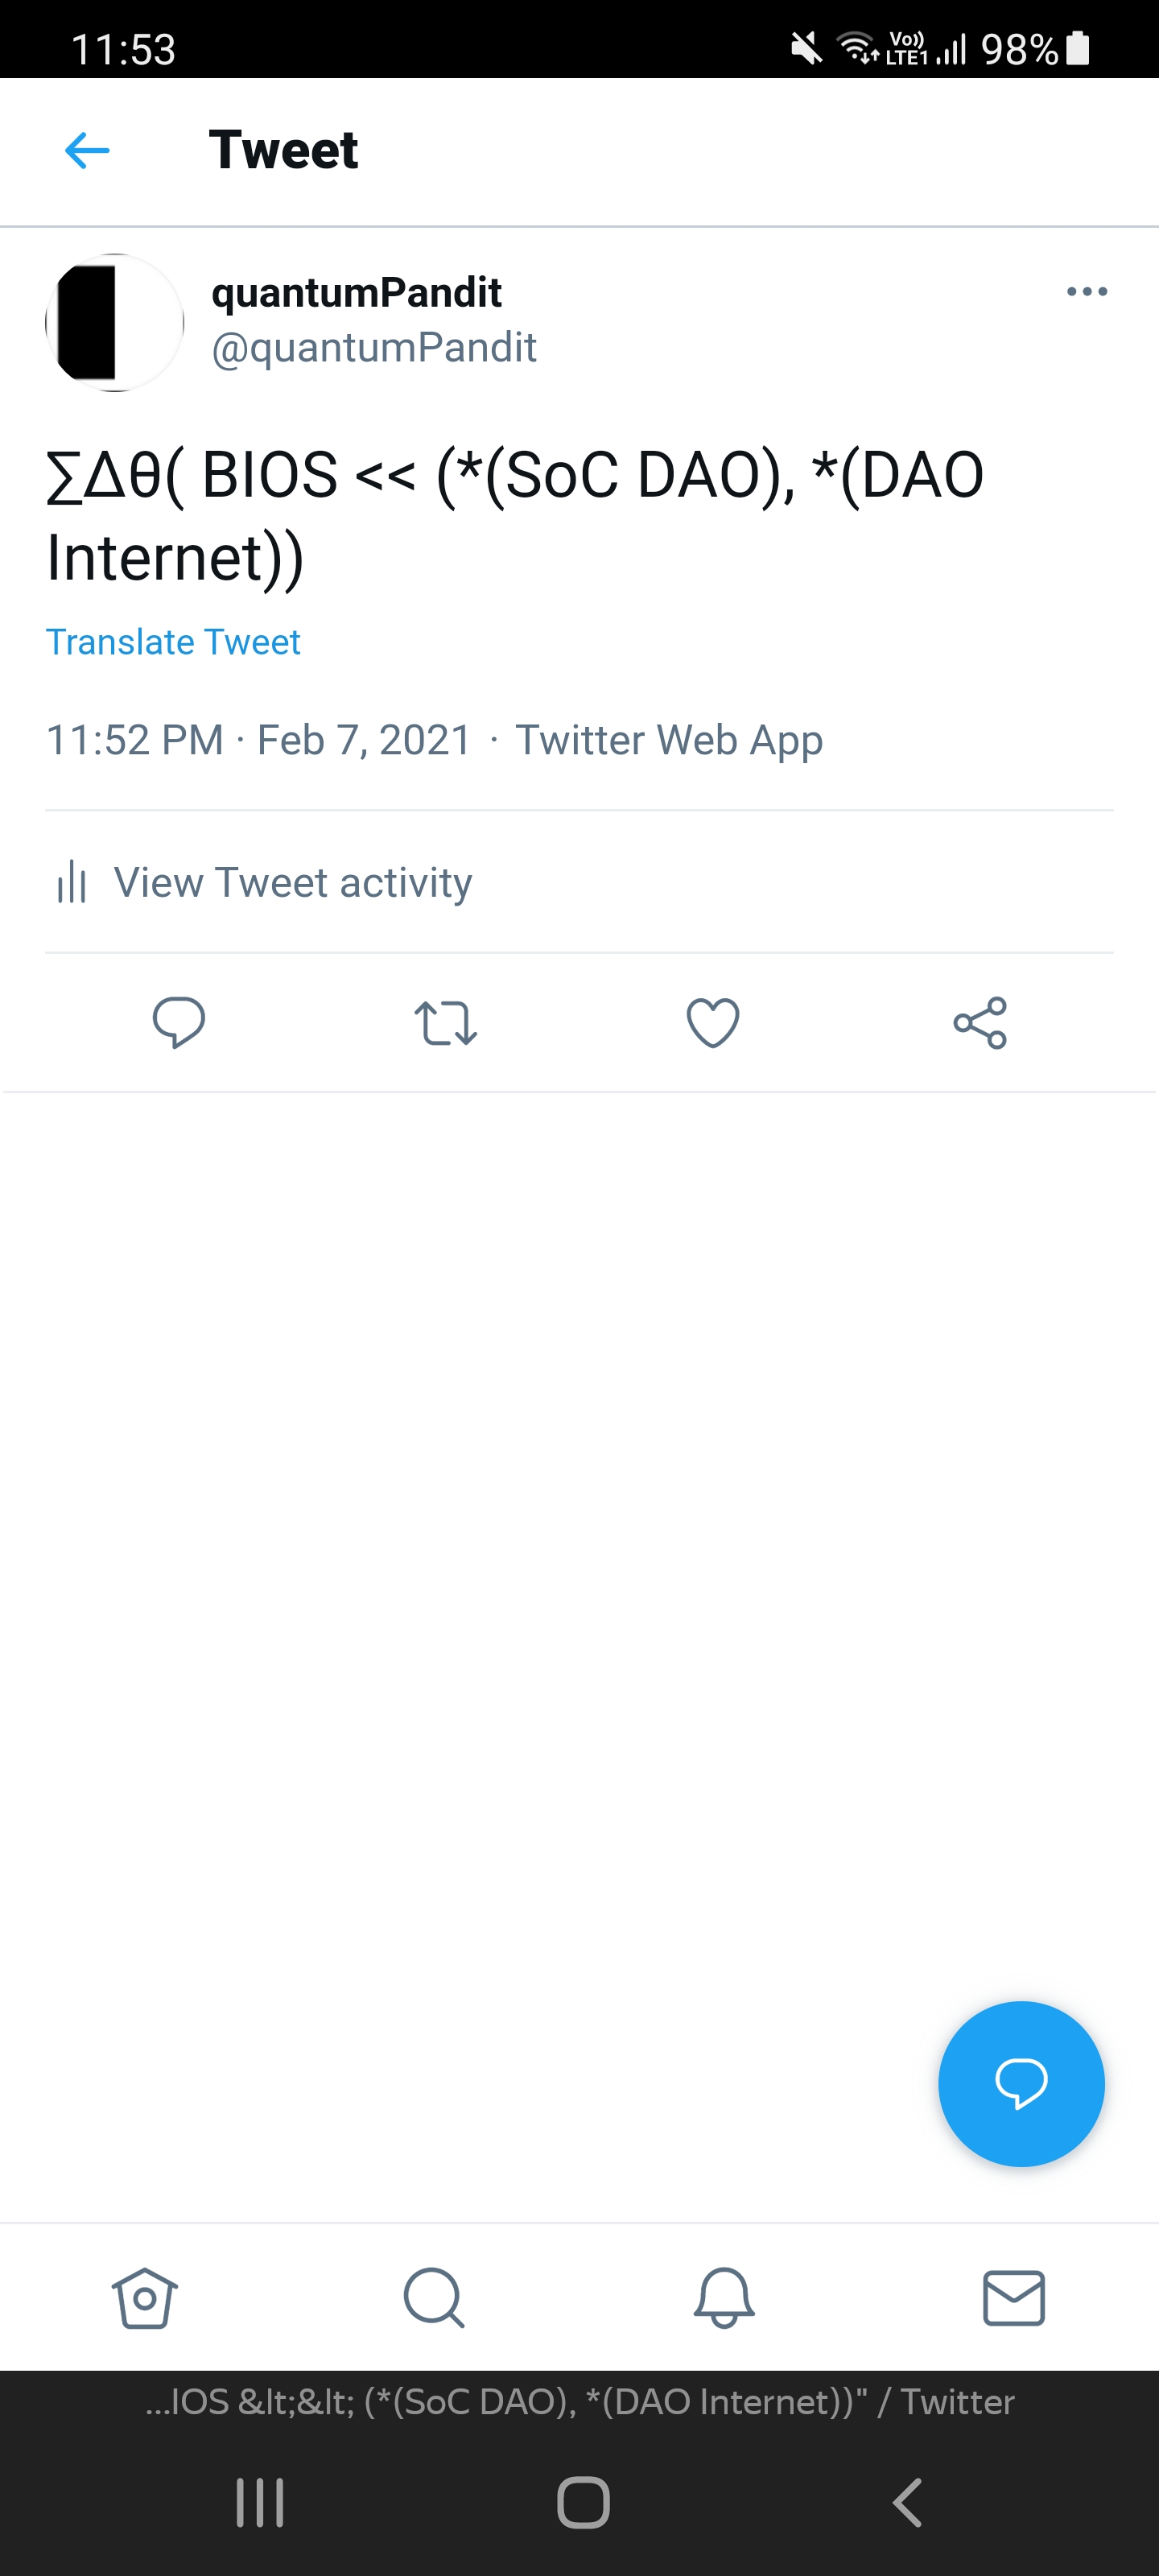 11:53
Vo)) LTE1 98%
Tweet
quantumPandit
@quantumPandit
∑Δθ( BIOS << (*(SoC DAO), *(DAO
Internet))
Translate Tweet
11:52 PM · Feb 7, 2021 · Twitter Web App
View Tweet activity
...IOS &lt;&lt; (*(SoC DAO), *(DAO Internet))" / Twitter